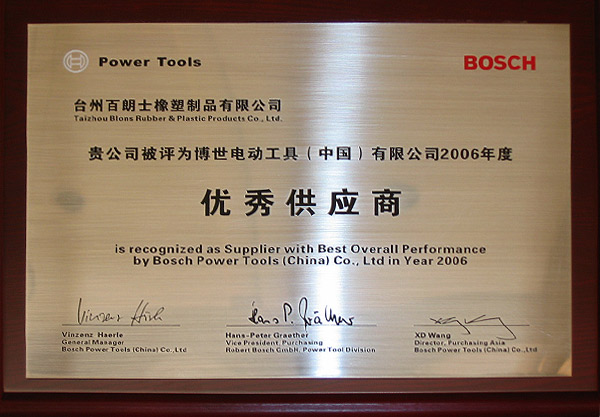 Power Tools
BOSCH
台州百朗士橡塑制品有限公司
Taizhou Blons Rubber & Plastic Products Co., Ltd.
贵公司被评为博世电动工具（中国）有限公司2006年度
优秀供应商
is recognized as Supplier with Best Overall Performance
by Bosch Power Tools (China) Co., Ltd in Year 2006
Vinzenz Haerle
General Manager
Bosch Power Tools (China) Co.,Ltd
Hans-Peter Graether
Vice President, Purchasing
Robert Bosch GmbH, Power Tool Division
XD Wang
Director, Purchasing Asia
Bosch Power Tools (China) Co.,Ltd